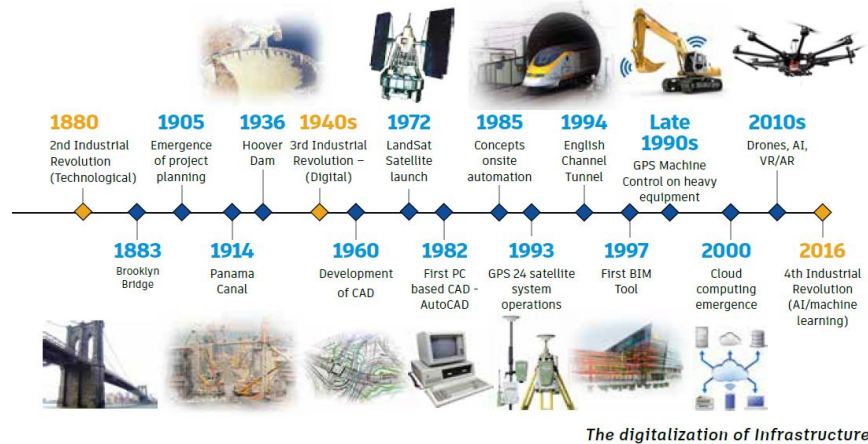 1880
2nd Industrial
Revolution
(Technological)
1905
Emergence
of project
planning
1936
Hoover
Dam
1940s
3rd Industrial
Revolution –
(Digital)
1972
LandSat
Satellite
launch
1985
Concepts
onsite
automation
1994
English
Channel
Tunnel
Late
1990s
GPS Machine
Control on heavy
equipment
2010s
Drones, AI,
VR/AR
1883
Brooklyn
Bridge
1914
Panama
Canal
1960
Development
of CAD
1982
First PC
based CAD -
AutoCAD
1993
GPS 24 satellite
system
operations
1997
First BIM
Tool
2000
Cloud
computing
emergence
2016
4th Industrial
Revolution
(AI/machine
learning)
The digitalization of Infrastructure